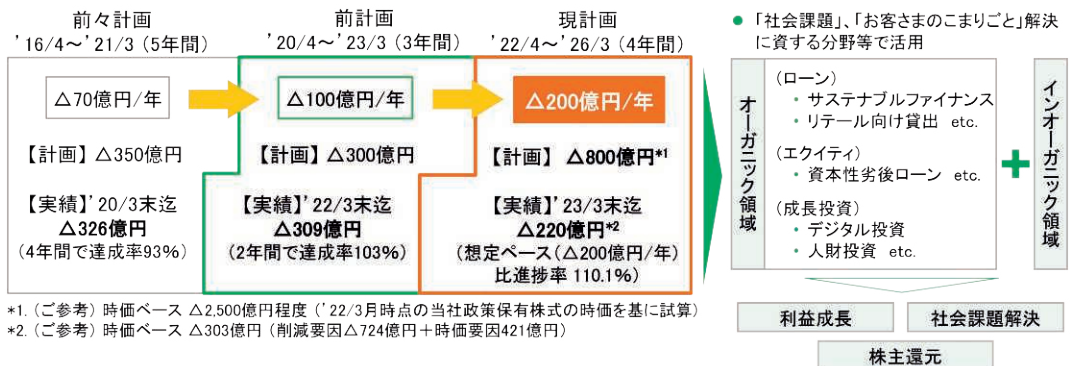 前々計画
’16/4～’21/3 (5年間)
△70億円/年
【計画】△350億円
【実績】’20/3末迄
△326億円
(4年間で達成率93%)
前計画
’20/4～’23/3 (3年間)
△100億円/年
【計画】△300億円
【実績】’22/3末迄
△309億円
(2年間で達成率103%)
現計画
’22/4～’26/3 (4年間)
△200億円/年
【計画】 △800億円*1
【実績】’23/3末迄
△220億円*2
(想定ペース(△200億円/年)
比進捗率 110.1%)
*1. (ご参考) 時価ベース △2,500億円程度 (’22/3月時点の当社政策保有株式の時価を基に試算)
*2. (ご参考) 時価ベース △303億円 (削減要因△724億円＋時価要因421億円)
● 「社会課題」、「お客さまのこまりごと」解決
に資する分野等で活用
オーガニック領域
(ローン)
・ サステナブルファイナンス
・ リテール向け貸出 etc.
(エクイティ)
・ 資本性劣後ローン etc.
(成長投資)
・ デジタル投資
・ 人財投資 etc.
＋
インオーガニック領域
利益成長
社会課題解決
株主還元